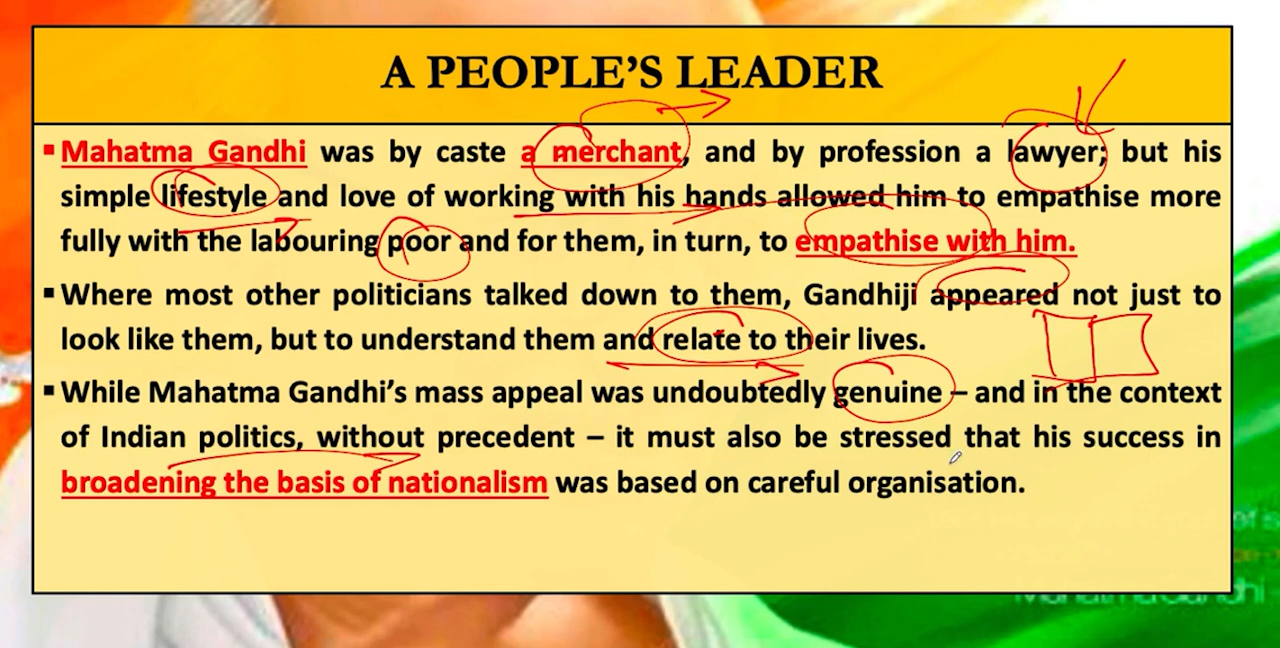 A PEOPLE'S LEADER
▪ Mahatma Gandhi was by caste a merchant, and by profession a lawyer; but his
simple lifestyle and love of working with his hands allowed him to empathise more
fully with the labouring poor and for them, in turn, to empathise with him.
▪ Where most other politicians talked down to them, Gandhiji appeared not just to
look like them, but to understand them and relate to their lives.
▪ While Mahatma Gandhi's mass appeal was undoubtedly genuine – and in the context
of Indian politics, without precedent – it must also be stressed that his success in
broadening the basis of nationalism was based on careful organisation.